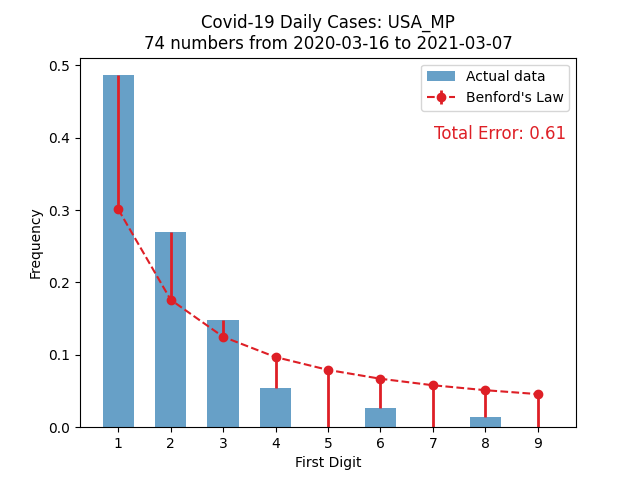 Covid-19 Daily Cases: USA_MP
74 numbers from 2020-03-16 to 2021-03-07
Actual data
Benford's Law
Total Error: 0.61
Frequency
0.5
0.4
0.3
0.2
0.1
0.0
1 2 3 4 5 6 7 8 9
First Digit